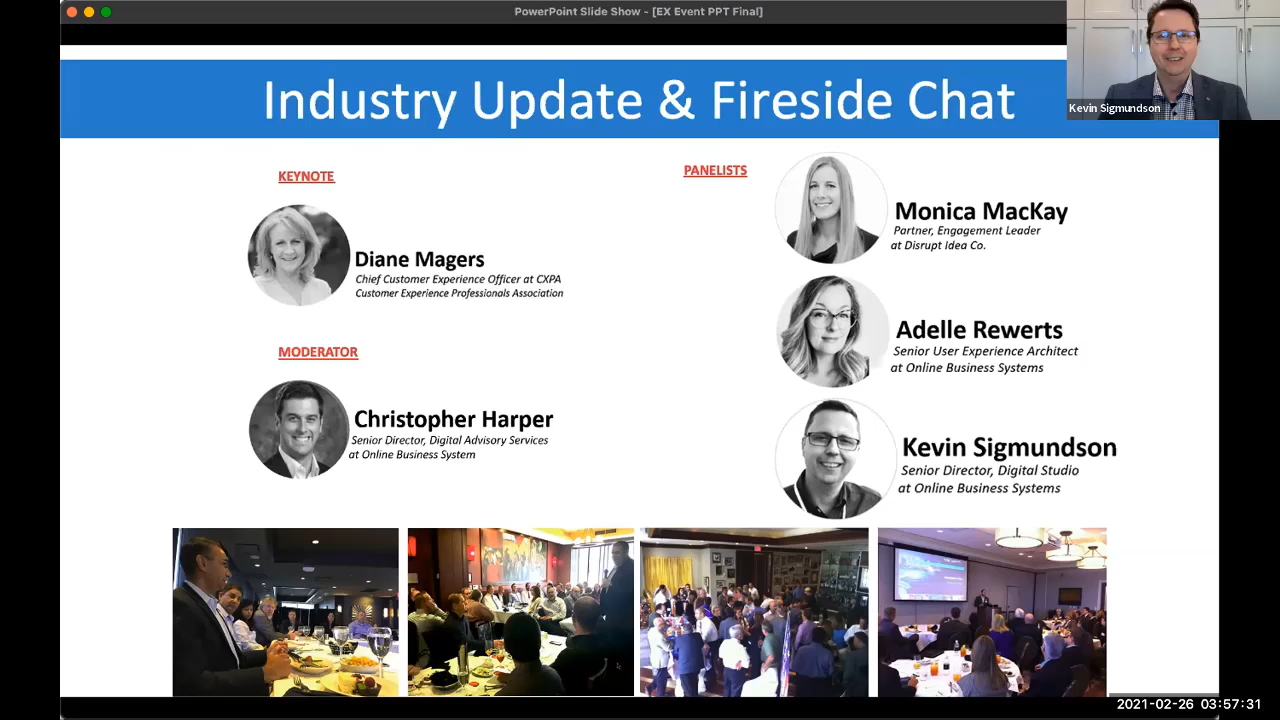 PowerPoint Slide Show - [EX Event PPT Final]
Industry Update & Fireside Chat
Kevin Sigmundson
KEYNOTE
Diane Magers
Chief Customer Experience Officer at CXPA
Customer Experience Professionals Association
MODERATOR
Christopher Harper
Senior Director, Digital Advisory Services
at Online Business System
PANELISTS
Monica MacKay
Partner, Engagement Leader
at Disrupt Idea Co.
Adelle Rewerts
Senior User Experience Architect
at Online Business Systems
Kevin Sigmundson
Senior Director, Digital Studio
at Online Business Systems
2021-02-26 03:57:31